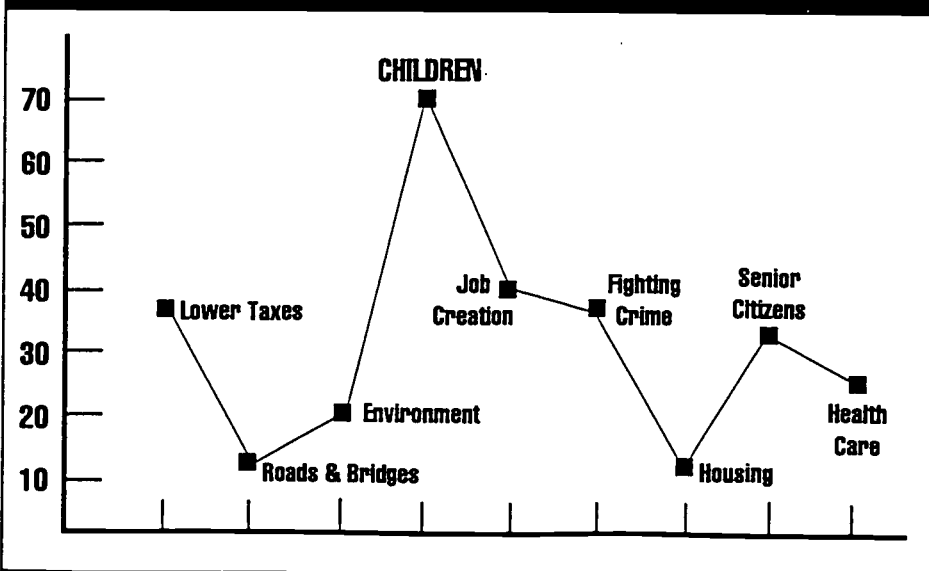 CHILDREN
70
60
50
40
30
20
10
Lower Taxes
Roads & Bridges
Environment
Job
Creation
Fighting
Crime
Housing
Senior
Citizens
Health
Care